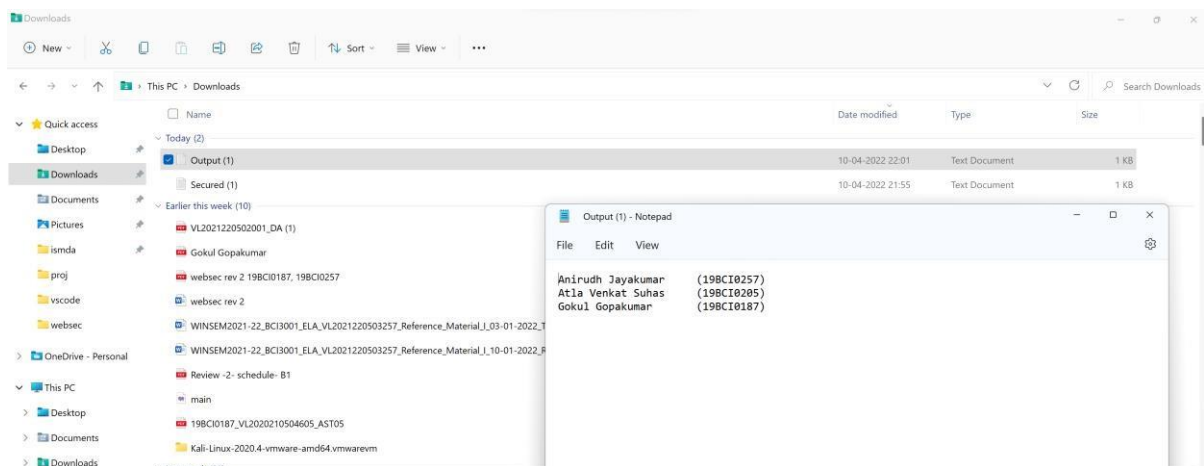 Downloads
New
Sort
View
This PC > Downloads
Search Downloads
Name
Date modified
Type
Size
Quick access
Desktop
Downloads
Documents
Pictures
ismda
proj
vscode
websec
OneDrive - Personal
This PC
Desktop
Documents
Downloads
Today (2)
Output (1) 10-04-2022 22:01 Text Document 1 KB
Secured (1) 10-04-2022 21:55 Text Document 1 KB
Earlier this week (10)
VL2021220502001_DA (1)
Gokul Gopakumar
websec rev 2 19BCI0187, 19BCI0257
websec rev 2
WINSEM2021-22_BCI3001_ELA_VL2021220503257_Reference_Material_I_03-01-2022_T
WINSEM2021-22_BCI3001_ELA_VL2021220503257_Reference_Material_I_10-01-2022_F
Review -2- schedule- B1
main
19BCI0187_VL2020210504605_AST05
Kali-Linux-2020.4-vmware-amd64.vmwarevm
Output (1) - Notepad
File Edit View
Anirudh Jayakumar (19BCI0257)
Atla Venkat Suhas (19BCI0205)
Gokul Gopakumar (19BCI0187)